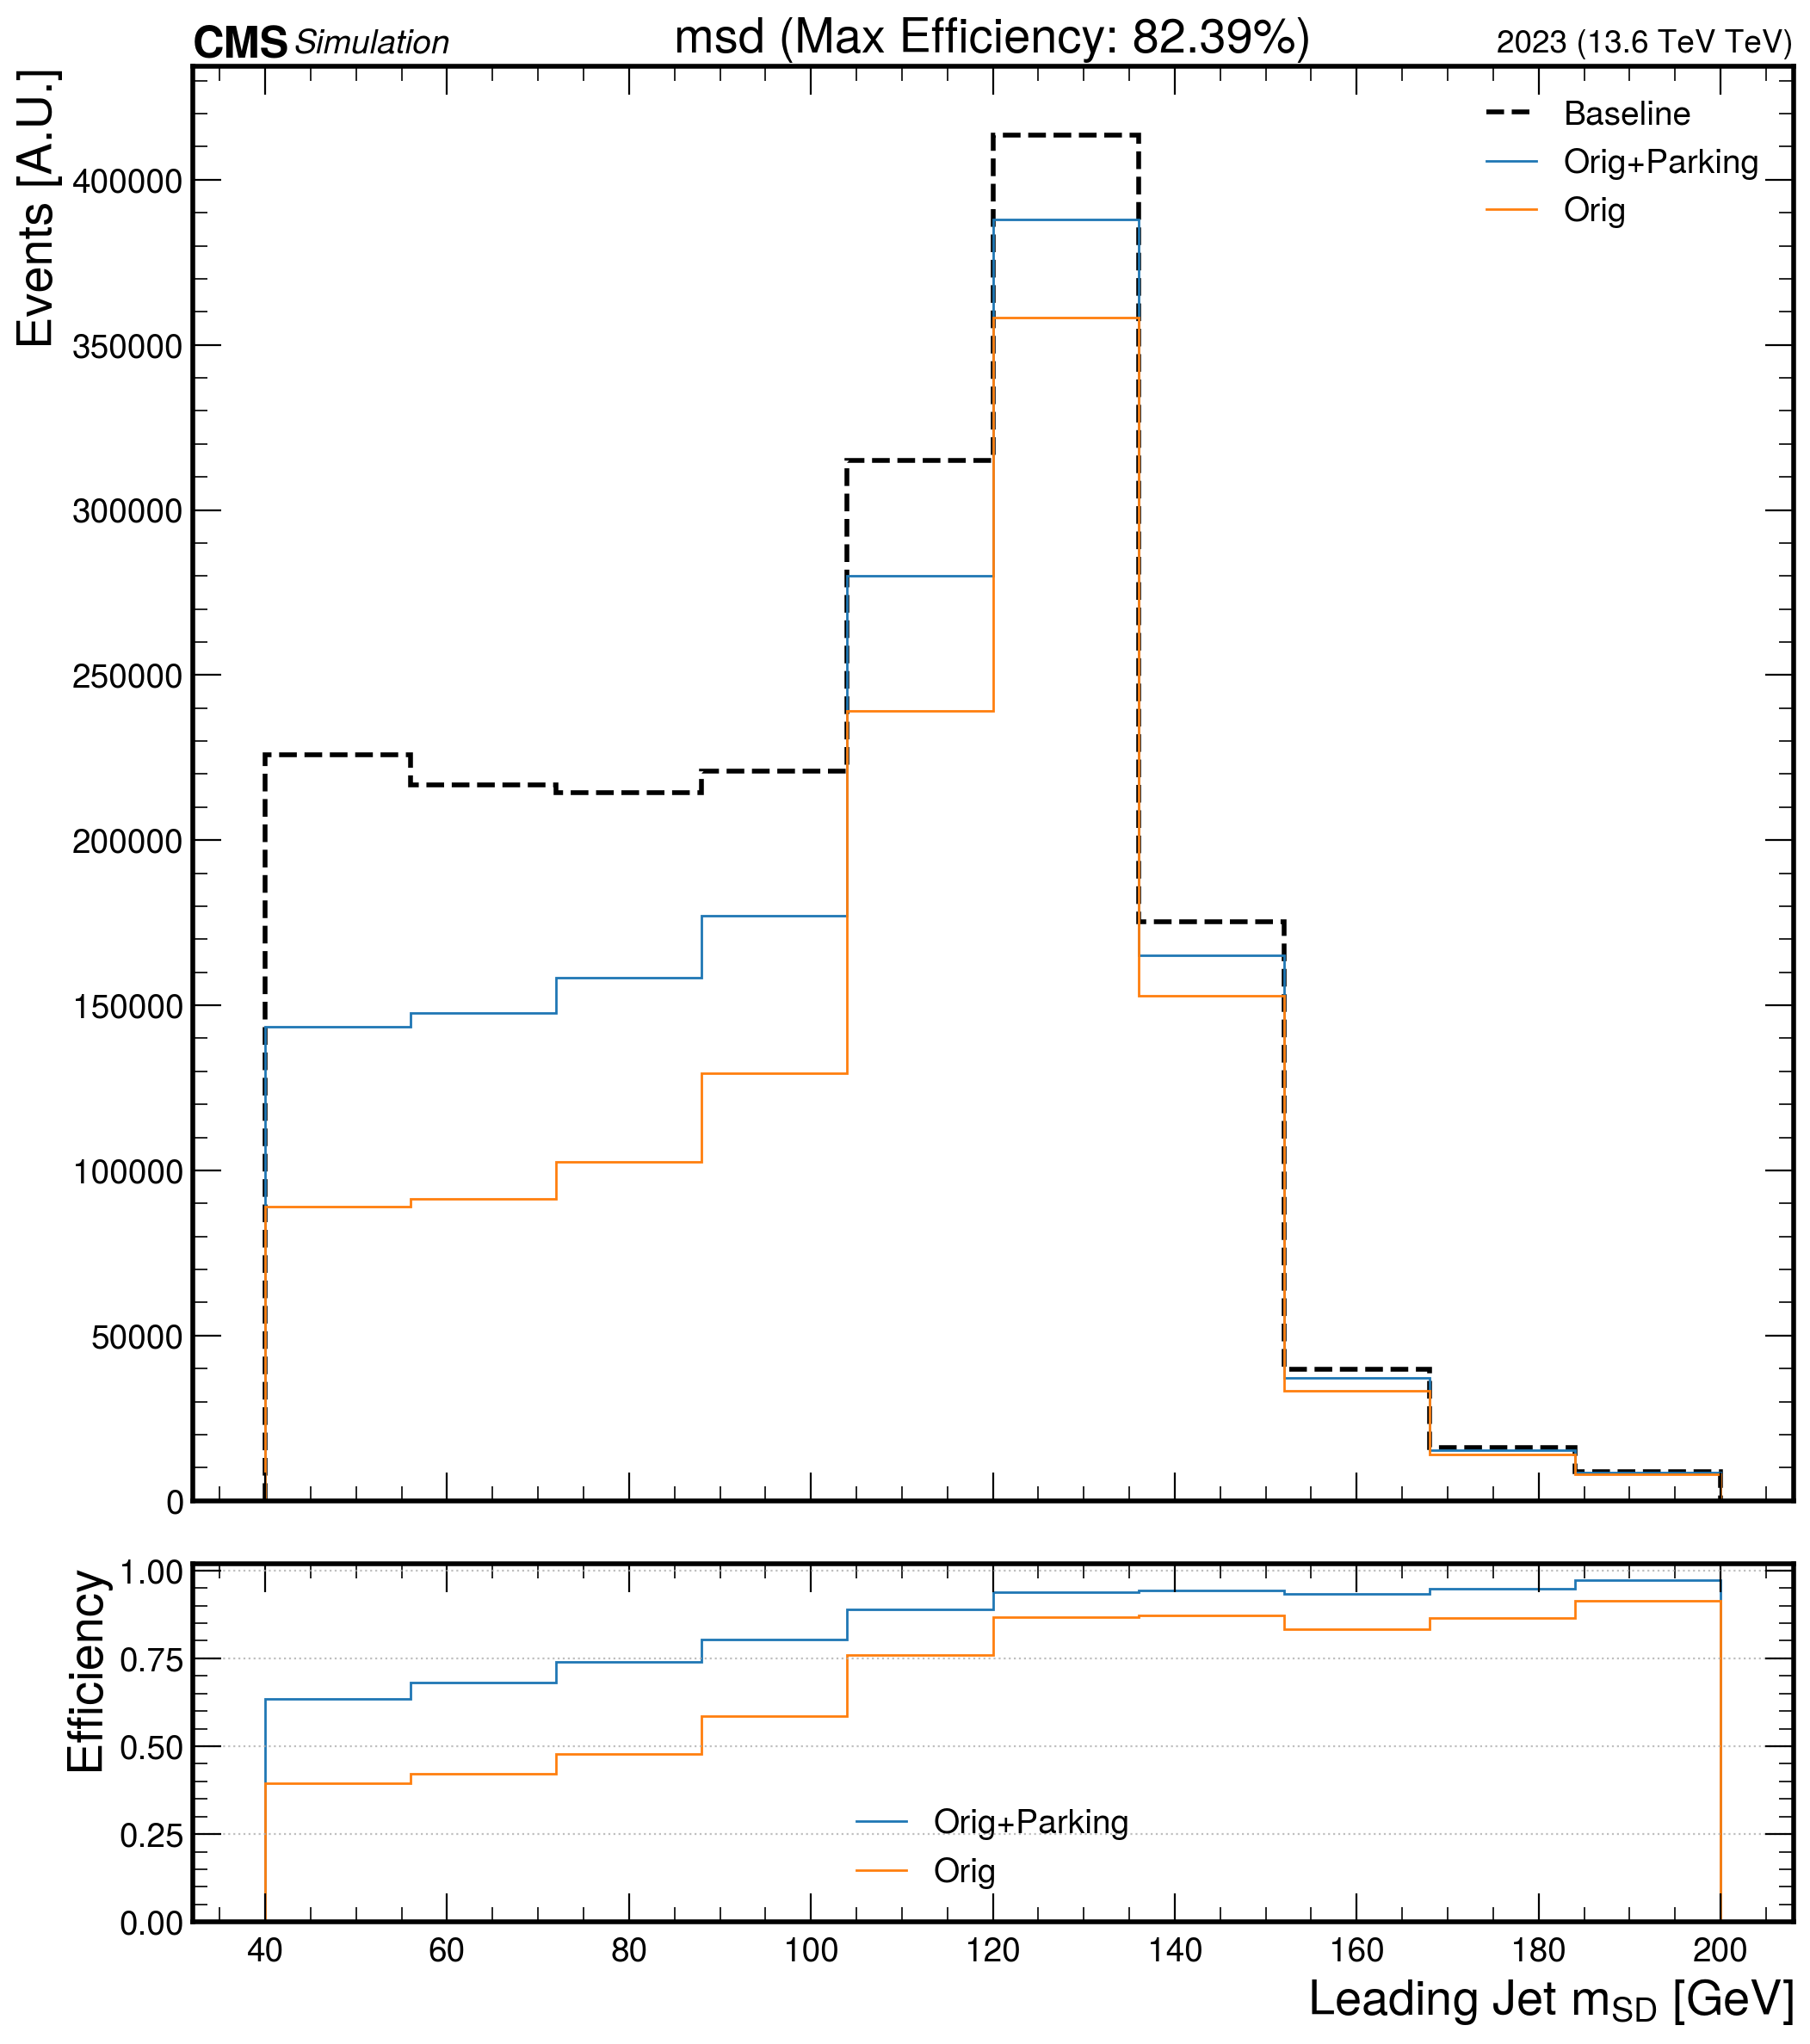 CMS Simulation
msd (Max Efficiency: 82.39%)
2023 (13.6 TeV TeV)
Events [A.U.]
400000
350000
300000
250000
200000
150000
100000
50000
0
Baseline
Orig+Parking
Orig
Efficiency
1.00
0.75
0.50
0.25
0.00
Orig+Parking
Orig
40 60 80 100 120 140 160 180 200
Leading Jet mSD [GeV]